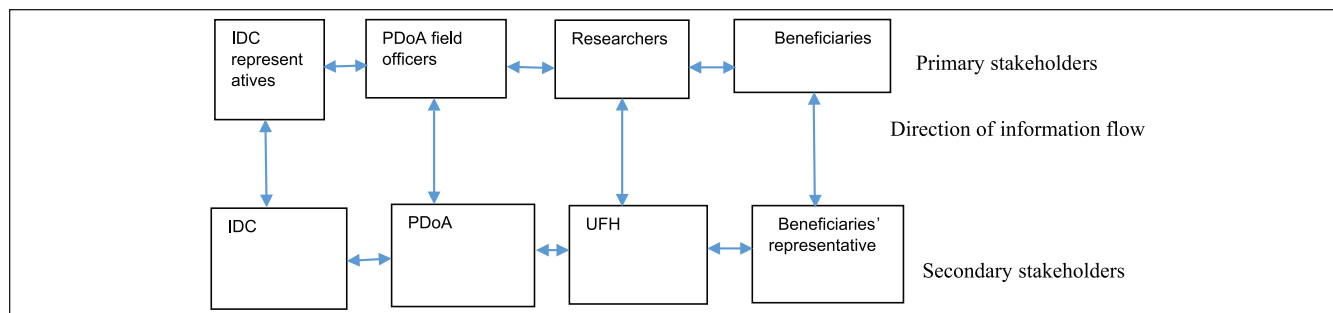 IDC
represent
atives
PDoA field
officers
Researchers
Beneficiaries
Primary stakeholders
Direction of information flow
IDC
PDoA
UFH
Beneficiaries’
representative
Secondary stakeholders